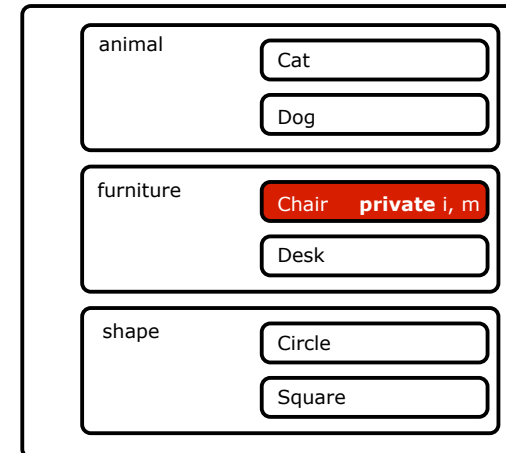 animal
Cat
Dog
furniture
Chair private i, m
Desk
shape
Circle
Square